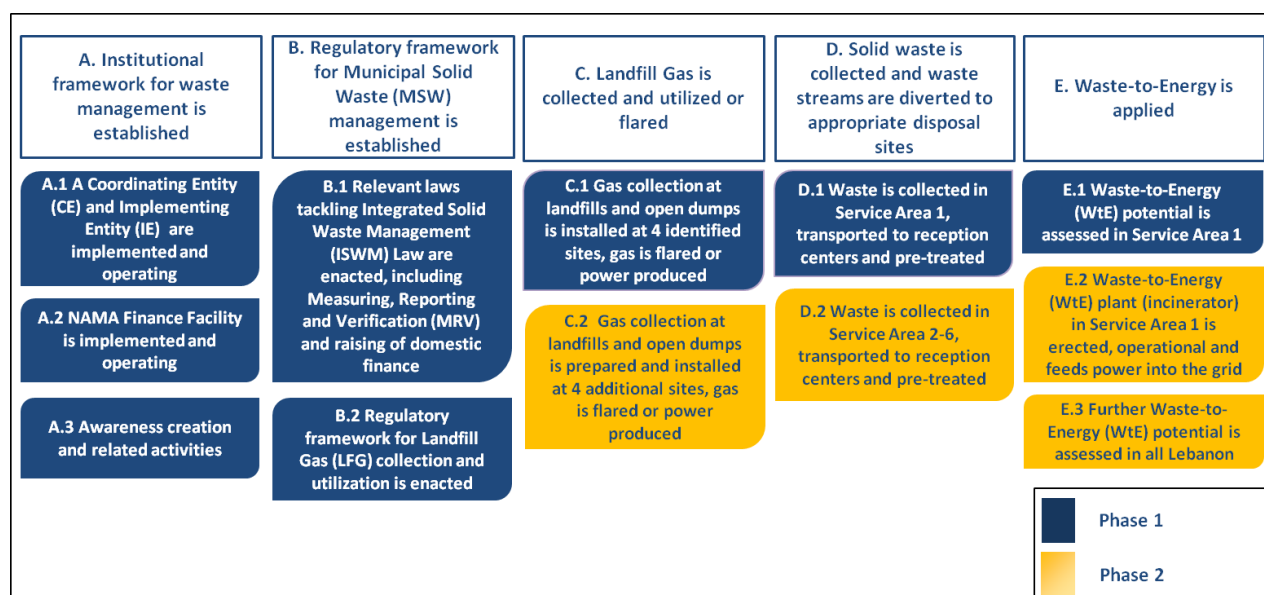 A. Institutional
framework for waste
management is
established
B. Regulatory framework
for Municipal Solid
Waste (MSW)
management is
established
C. Landfill Gas is
collected and utilized or
flared
D. Solid waste is
collected and waste
streams are diverted to
appropriate disposal
sites
E. Waste-to-Energy is
applied
A.1 A Coordinating Entity
(CE) and Implementing
Entity (IE) are
implemented and
operating
A.2 NAMA Finance Facility
is implemented and
operating
A.3 Awareness creation
and related activities
B.1 Relevant laws
tackling Integrated Solid
Waste Management
(ISWM) Law are
enacted, including
Measuring, Reporting
and Verification (MRV)
and raising of domestic
finance
B.2 Regulatory
framework for Landfill
Gas (LFG) collection and
utilization is enacted
C.1 Gas collection at
landfills and open dumps
is installed at 4 identified
sites, gas is flared or
power produced
C.2 Gas collection at
landfills and open dumps
is prepared and installed
at 4 additional sites, gas
is flared or power
produced
D.1 Waste is collected in
Service Area 1,
transported to reception
centers and pre-treated
D.2 Waste is collected in
Service Area 2-6,
transported to reception
centers and pre-treated
E.1 Waste-to-Energy
(WtE) potential is
assessed in Service Area 1
E.2 Waste-to-Energy
(WtE) plant (incinerator)
in Service Area 1 is
erected, operational and
feeds power into the grid
E.3 Further Waste-to-
Energy (WtE) potential is
assessed in all Lebanon
Phase 1
Phase 2